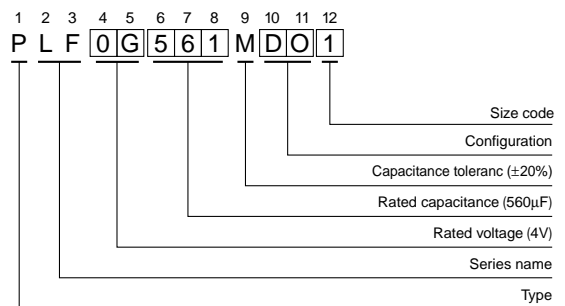 1 2 3 4 5 6 7 8 9 10 11 12
P L F 0 G 5 6 1 M D O 1
Size code
Configuration
Capacitance toleranc (±20%)
Rated capacitance (560μF)
Rated voltage (4V)
Series name
Type